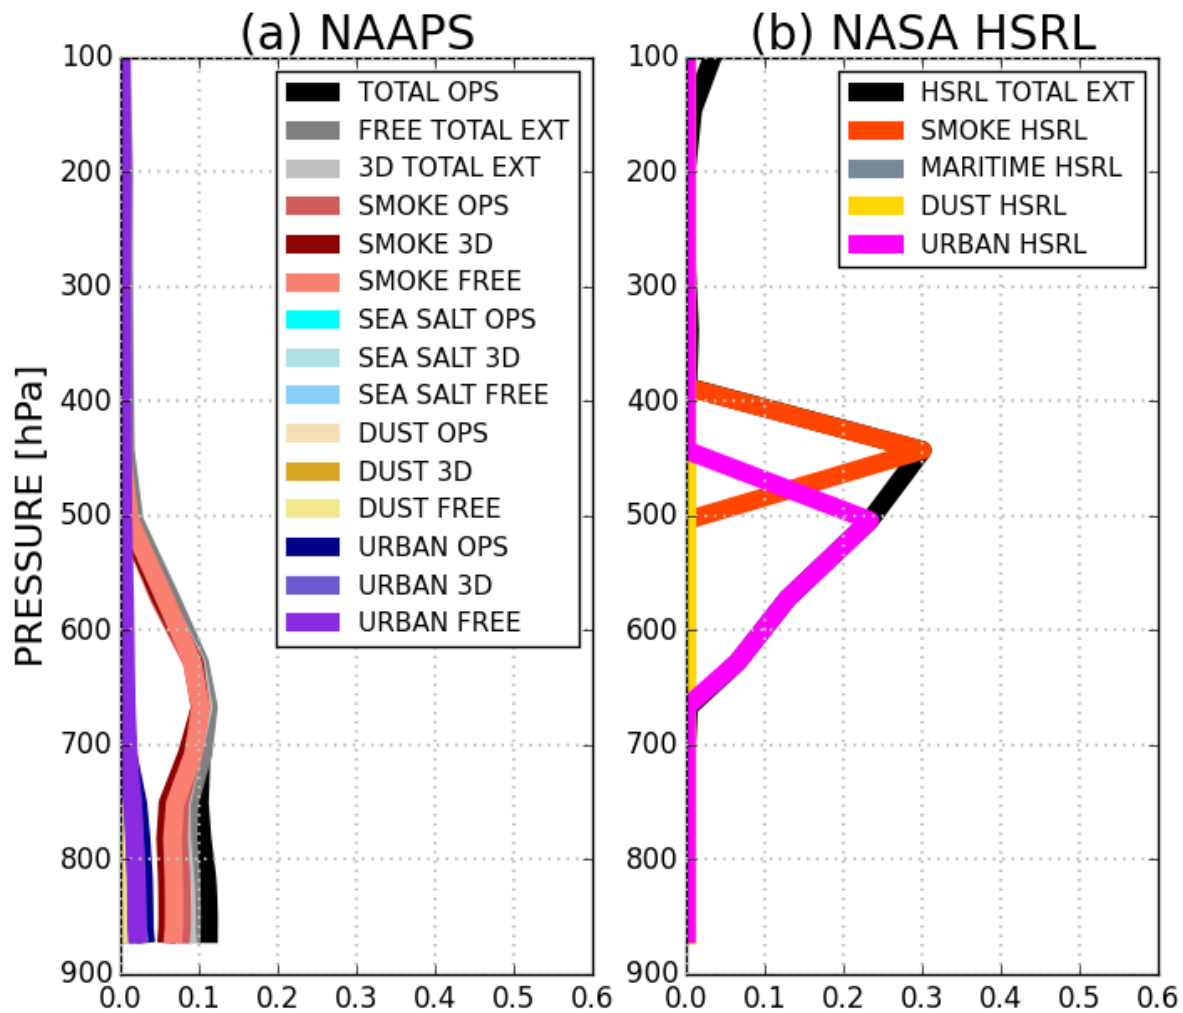 (a) NAAPS
(b) NASA HSRL
PRESSURE [hPa]
100
200
300
400
500
600
700
800
900
0.0 0.1 0.2 0.3 0.4 0.5 0.6
TOTAL OPS
FREE TOTAL EXT
3D TOTAL EXT
SMOKE OPS
SMOKE 3D
SMOKE FREE
SEA SALT OPS
SEA SALT 3D
SEA SALT FREE
DUST OPS
DUST 3D
DUST FREE
URBAN OPS
URBAN 3D
URBAN FREE
100
200
300
400
500
600
700
800
900
0.0 0.1 0.2 0.3 0.4 0.5 0.6
HSRL TOTAL EXT
SMOKE HSRL
MARITIME HSRL
DUST HSRL
URBAN HSRL